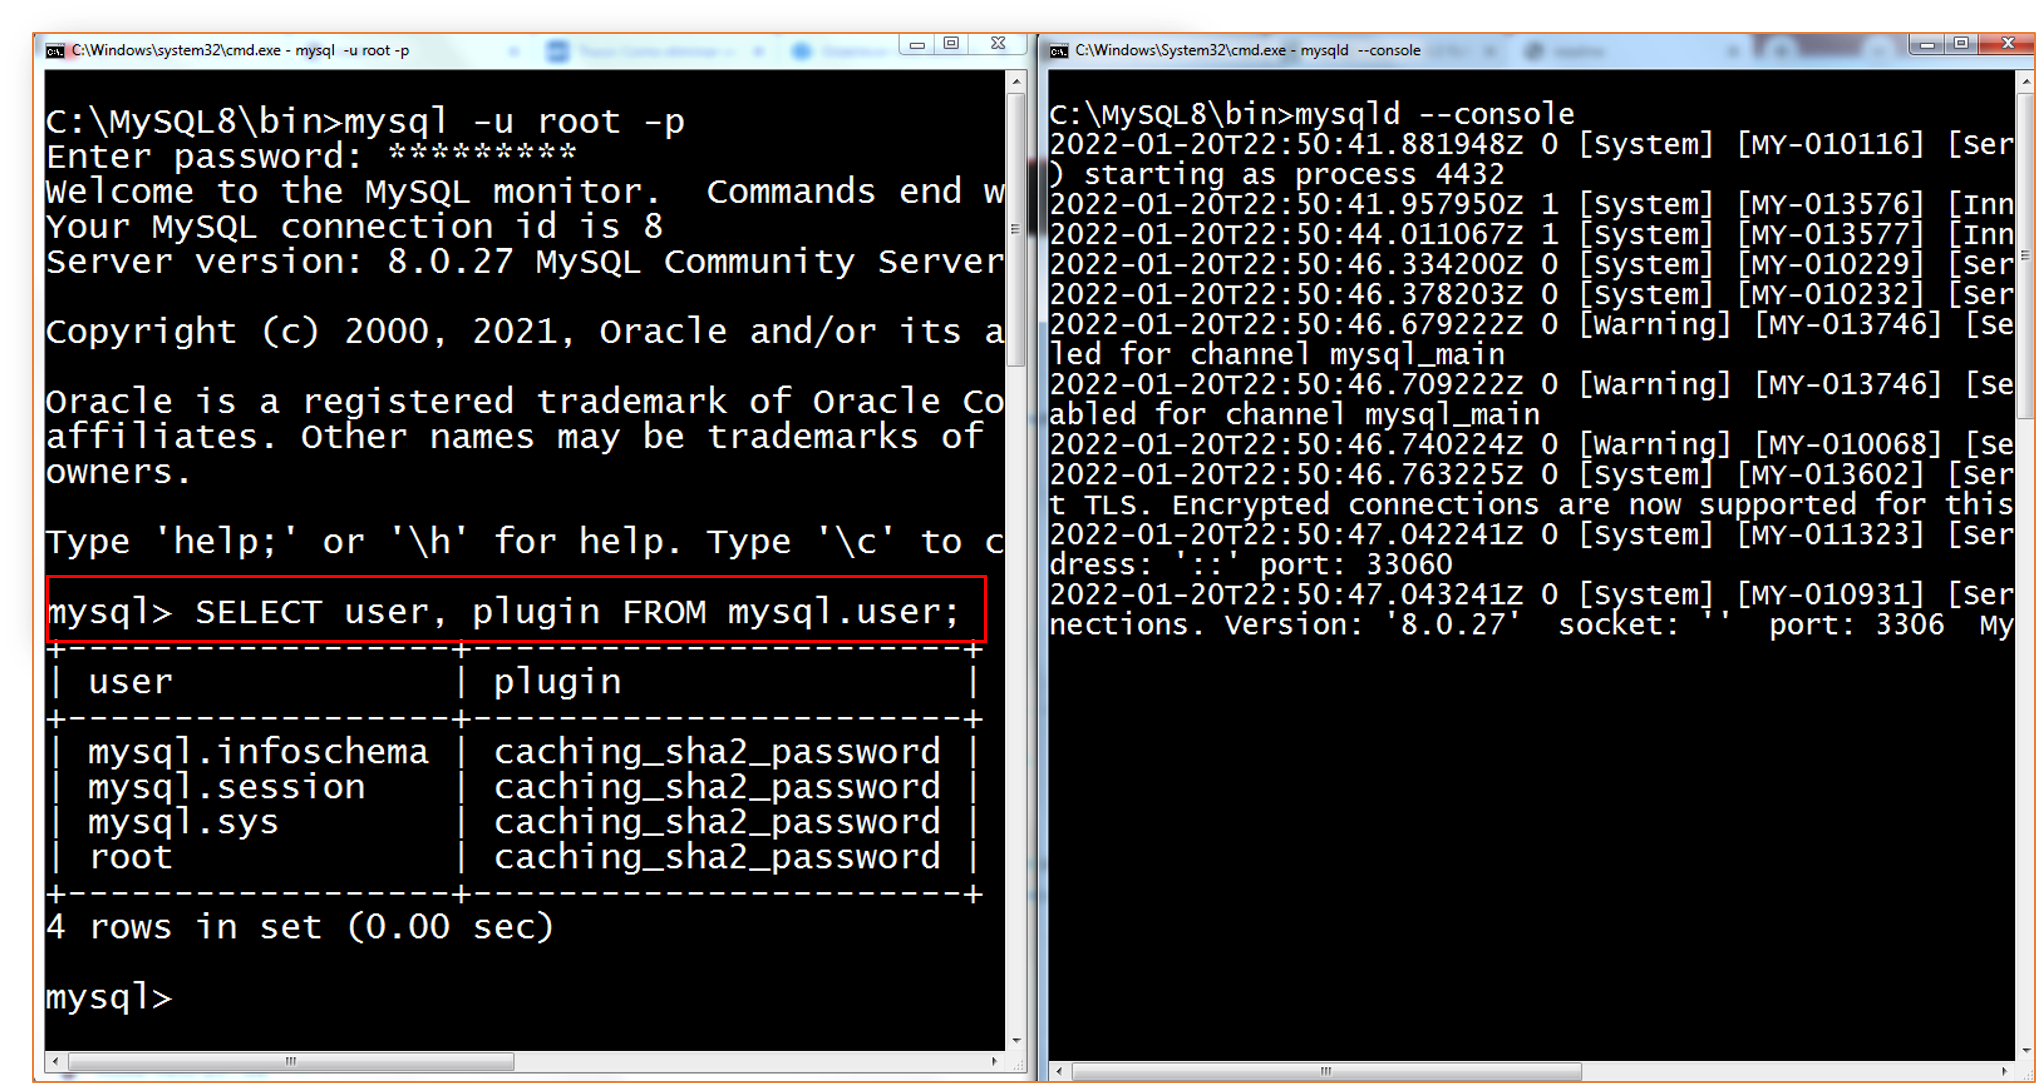 C:\Windows\system32\cmd.exe - mysql -u root -p
C:\MySQL8\bin>mysql -u root -p
Enter password: *********
Welcome to the MySQL monitor.  Commands end w
Your MySQL connection id is 8
Server version: 8.0.27 MySQL Community Server
Copyright (c) 2000, 2021, Oracle and/or its a
Oracle is a registered trademark of Oracle Co
affiliates. Other names may be trademarks of
owners.
Type 'help;' or '\h' for help. Type '\c' to c
mysql> SELECT user, plugin FROM mysql.user;
+------------------+-----------------------+
| user             | plugin                |
+------------------+-----------------------+
| mysql.infoschema | caching_sha2_password |
| mysql.session    | caching_sha2_password |
| mysql.sys        | caching_sha2_password |
| root             | caching_sha2_password |
+------------------+-----------------------+
4 rows in set (0.00 sec)
mysql>
C:\Windows\System32\cmd.exe - mysqld --console
C:\MySQL8\bin>mysqld --console
2022-01-20T22:50:41.881948Z 0 [System] [MY-010116] [Ser
) starting as process 4432
2022-01-20T22:50:41.957950Z 1 [System] [MY-013576] [Inn
2022-01-20T22:50:44.011067Z 1 [System] [MY-013577] [Inn
2022-01-20T22:50:46.334200Z 0 [System] [MY-010229] [Ser
2022-01-20T22:50:46.378203Z 0 [System] [MY-010232] [Ser
2022-01-20T22:50:46.679222Z 0 [Warning] [MY-013746] [Se
led for channel mysql_main
2022-01-20T22:50:46.709222Z 0 [Warning] [MY-013746] [Se
abled for channel mysql_main
2022-01-20T22:50:46.740224Z 0 [Warning] [MY-010068] [Se
2022-01-20T22:50:46.763225Z 0 [System] [MY-013602] [Ser
t TLS. Encrypted connections are now supported for this
2022-01-20T22:50:47.042241Z 0 [System] [MY-011323] [Ser
dress: '::' port: 33060
2022-01-20T22:50:47.043241Z 0 [System] [MY-010931] [Ser
nections. Version: '8.0.27'  socket: ''  port: 3306  My